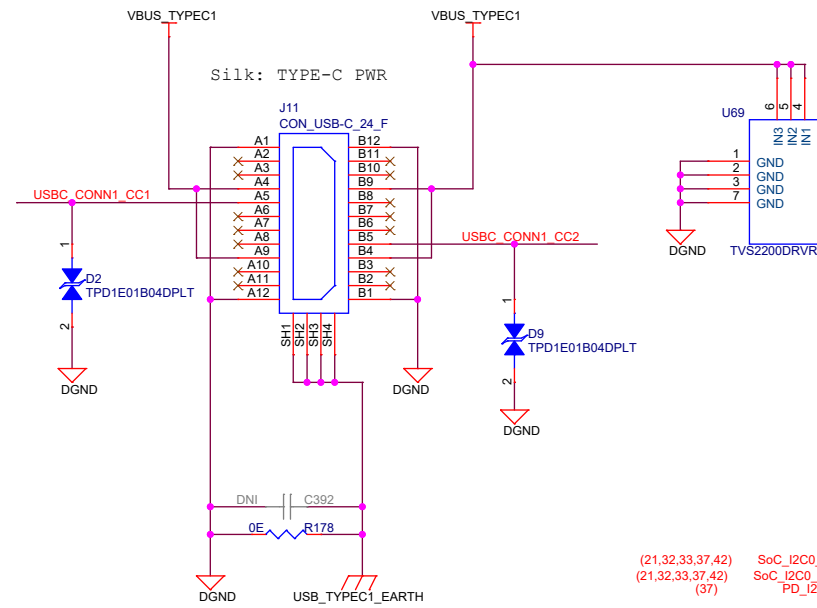 VBUS_TYPEC1
VBUS_TYPEC1
Silk: TYPE-C PWR
J11
CON_USB-C_24_F
A1
A2
A3
A4
A5
A6
A7
A8
A9
A10
A11
A12
B12
B11
B10
B9
B8
B7
B6
B5
B4
B3
B2
B1
SH1
SH2
SH3
SH4
USBC_CONN1_CC1
USBC_CONN1_CC2
1
D2
TPD1E01B04DPLT
2
DGND
1
D9
TPD1E01B04DPLT
2
DGND
DGND
U69
6
5
4
IN3
IN2
IN1
1
GND
2
GND
3
GND
7
GND
DGND
TVS2200DRVR
DNI
C392
0E
R178
DGND
USB_TYPEC1_EARTH
(21,32,33,37,42) SoC_I2C0_
(21,32,33,37,42) SoC_I2C0_
(37) PD_I2